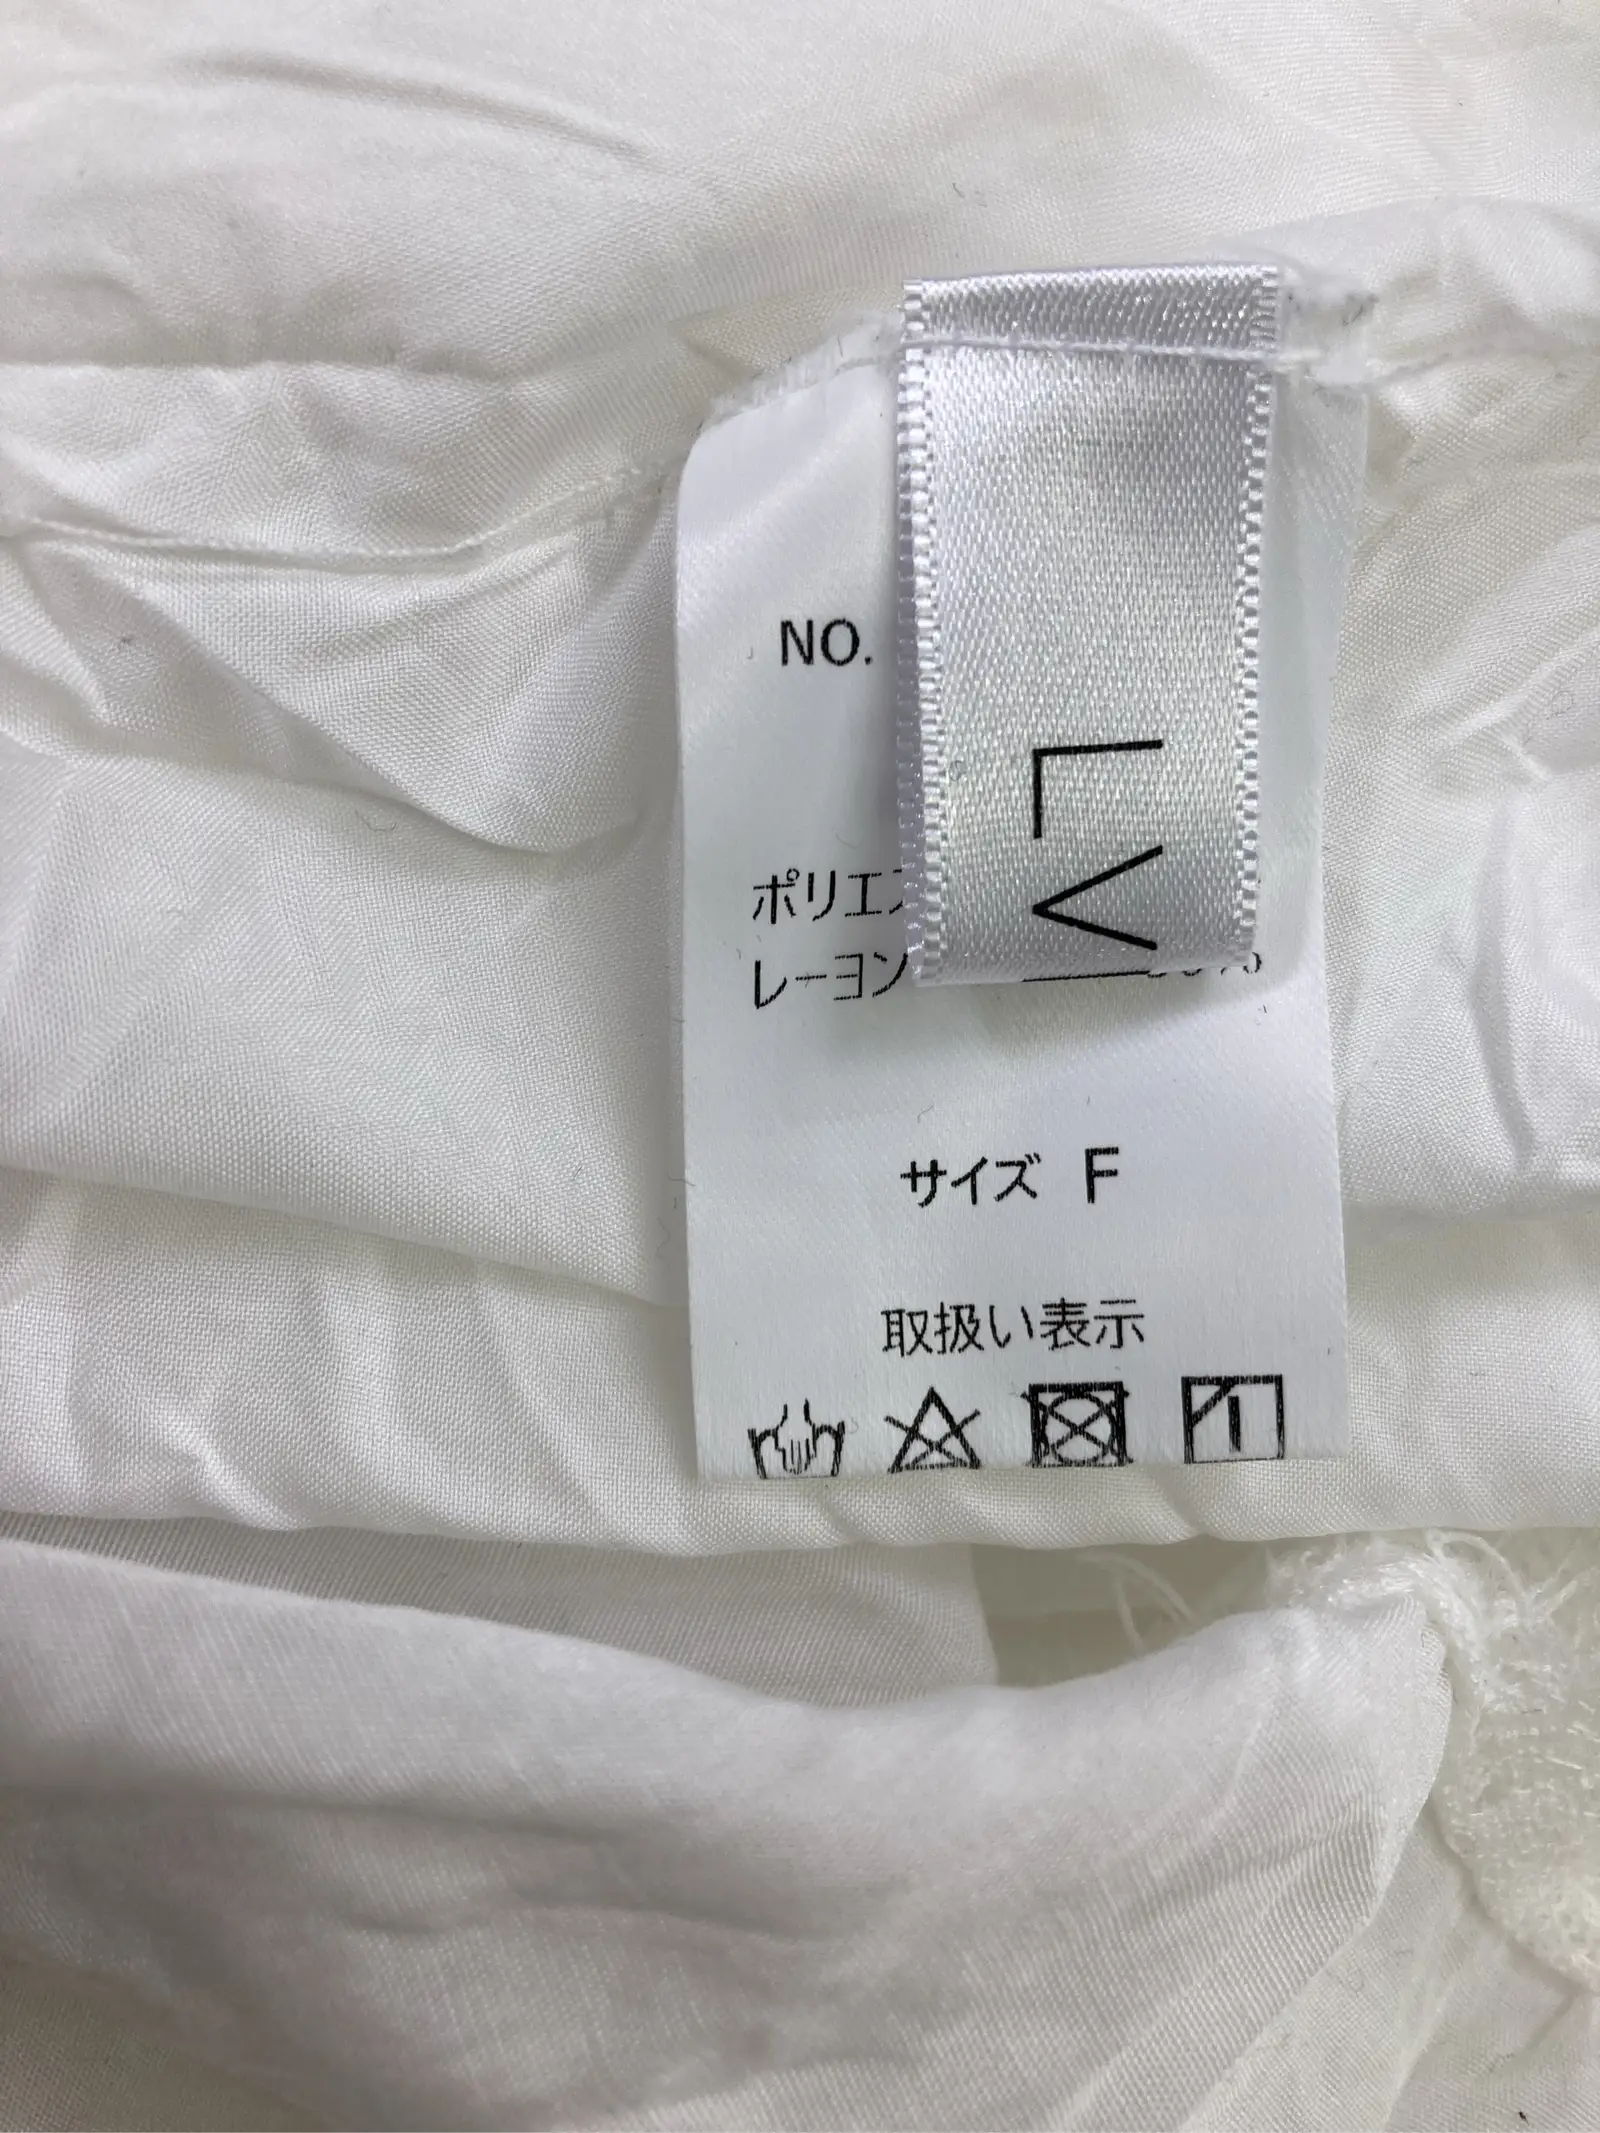 NO.
LV
ポリエス
レーヨン
サイズ F
取扱い表示